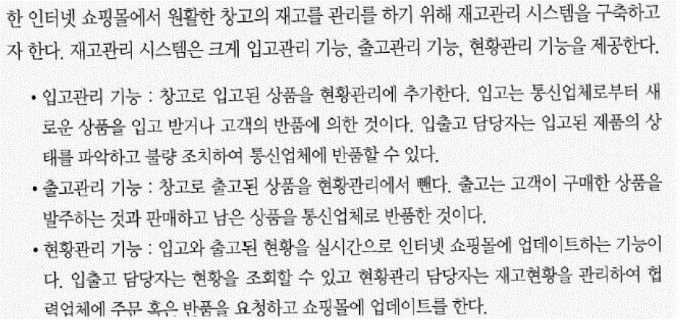 한 인터넷 쇼핑몰에서 원활한 창고의 재고를 관리를 하기 위해 재고관리 시스템을 구축하고
자 한다. 재고관리 시스템은 크게 입고관리 기능, 출고관리 기능, 현황관리 기능을 제공한다.
• 입고관리 기능 : 창고로 입고된 상품을 현황관리에 추가한다. 입고는 통신업체로부터 새
로운 상품을 입고 받거나 고객의 반품에 의한 것이다. 입출고 담당자는 입고된 제품의 상
태를 파악하고 불량 조치하여 통신업체에 반품할 수 있다.
• 출고관리 기능 : 창고로 출고된 상품을 현황관리에서 뺀다. 출고는 고객이 구매한 상품을
발주하는 것과 판매하고 남은 상품을 통신업체로 반품한 것이다.
• 현황관리 기능 : 입고와 출고된 현황을 실시간으로 인터넷 쇼핑몰에 업데이트하는 기능이
다. 입출고 담당자는 현황을 조회할 수 있고 현황관리 담당자는 재고현황을 관리하여 협
력업체에 주문 혹은 반품을 요청하고 쇼핑몰에 업데이트를 한다.